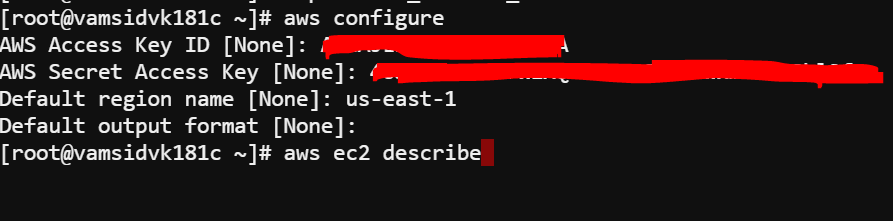 [root@vamsidvk181c ~]# aws configure
AWS Access Key ID [None]:
AWS Secret Access Key [None]:
Default region name [None]: us-east-1
Default output format [None]:
[root@vamsidvk181c ~]# aws ec2 describe